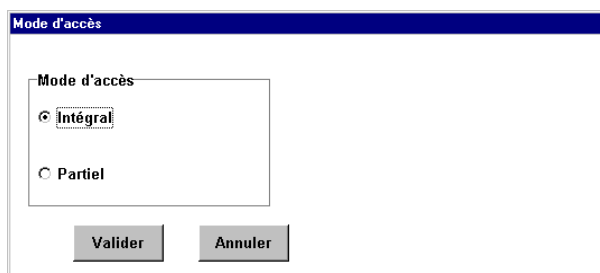 Mode d'accès
Mode d'accès
Intégral
Partiel
Valider Annuler